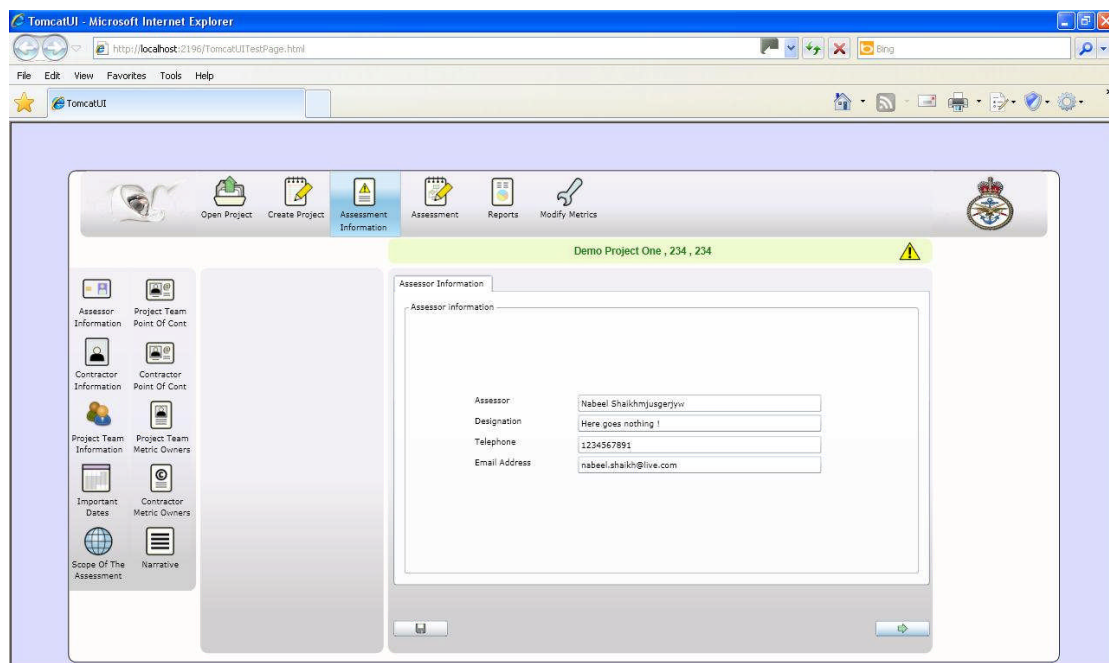 TomcatUI - Microsoft Internet Explorer
http://localhost:2196/TomcatUITestPage.html
Bing
File Edit View Favorites Tools Help
TomcatUI
Open Project
Create Project
Assessment
Information
Assessment
Reports
Modify Metrics
Demo Project One , 234 , 234
Assessor
Information
Project Team
Point Of Cont
Contractor
Information
Contractor
Point Of Cont
Project Team
Information
Project Team
Metric Owners
Important
Dates
Contractor
Metric Owners
Scope Of The
Assessment
Narrative
Assessor Information
Assessor information
Assessor Nabeel Shaikhmjusgerjyw
Designation Here goes nothing !
Telephone 1234567891
Email Address nabeel.shaikh@live.com